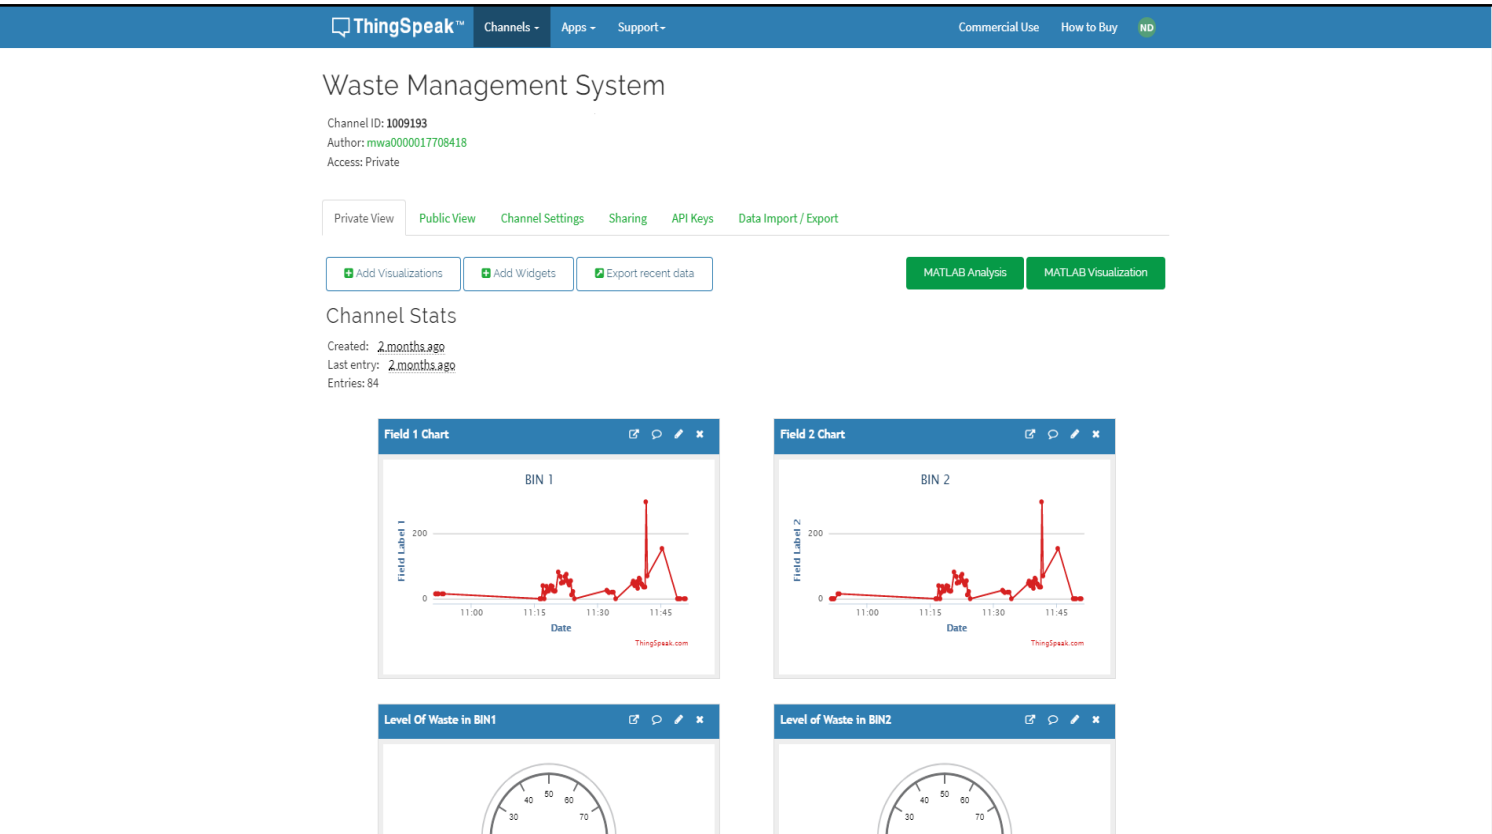 ThingSpeak™ Channels Apps Support Commercial Use How to Buy ND
Waste Management System
Channel ID: 1009193
Author: mwa0000017708418
Access: Private
Private View Public View Channel Settings Sharing API Keys Data Import / Export
Add Visualizations Add Widgets Export recent data MATLAB Analysis MATLAB Visualization
Channel Stats
Created: 2 months ago
Last entry: 2 months ago
Entries: 84
Field 1 Chart
BIN 1
Field Label 1
200
0
11:00 11:15 11:30 11:45
Date
ThingSpeak.com
Field 2 Chart
BIN 2
Field Label 2
200
0
11:00 11:15 11:30 11:45
Date
ThingSpeak.com
Level Of Waste in BIN1
30 40 50 60 70
Level of Waste in BIN2
30 40 50 60 70